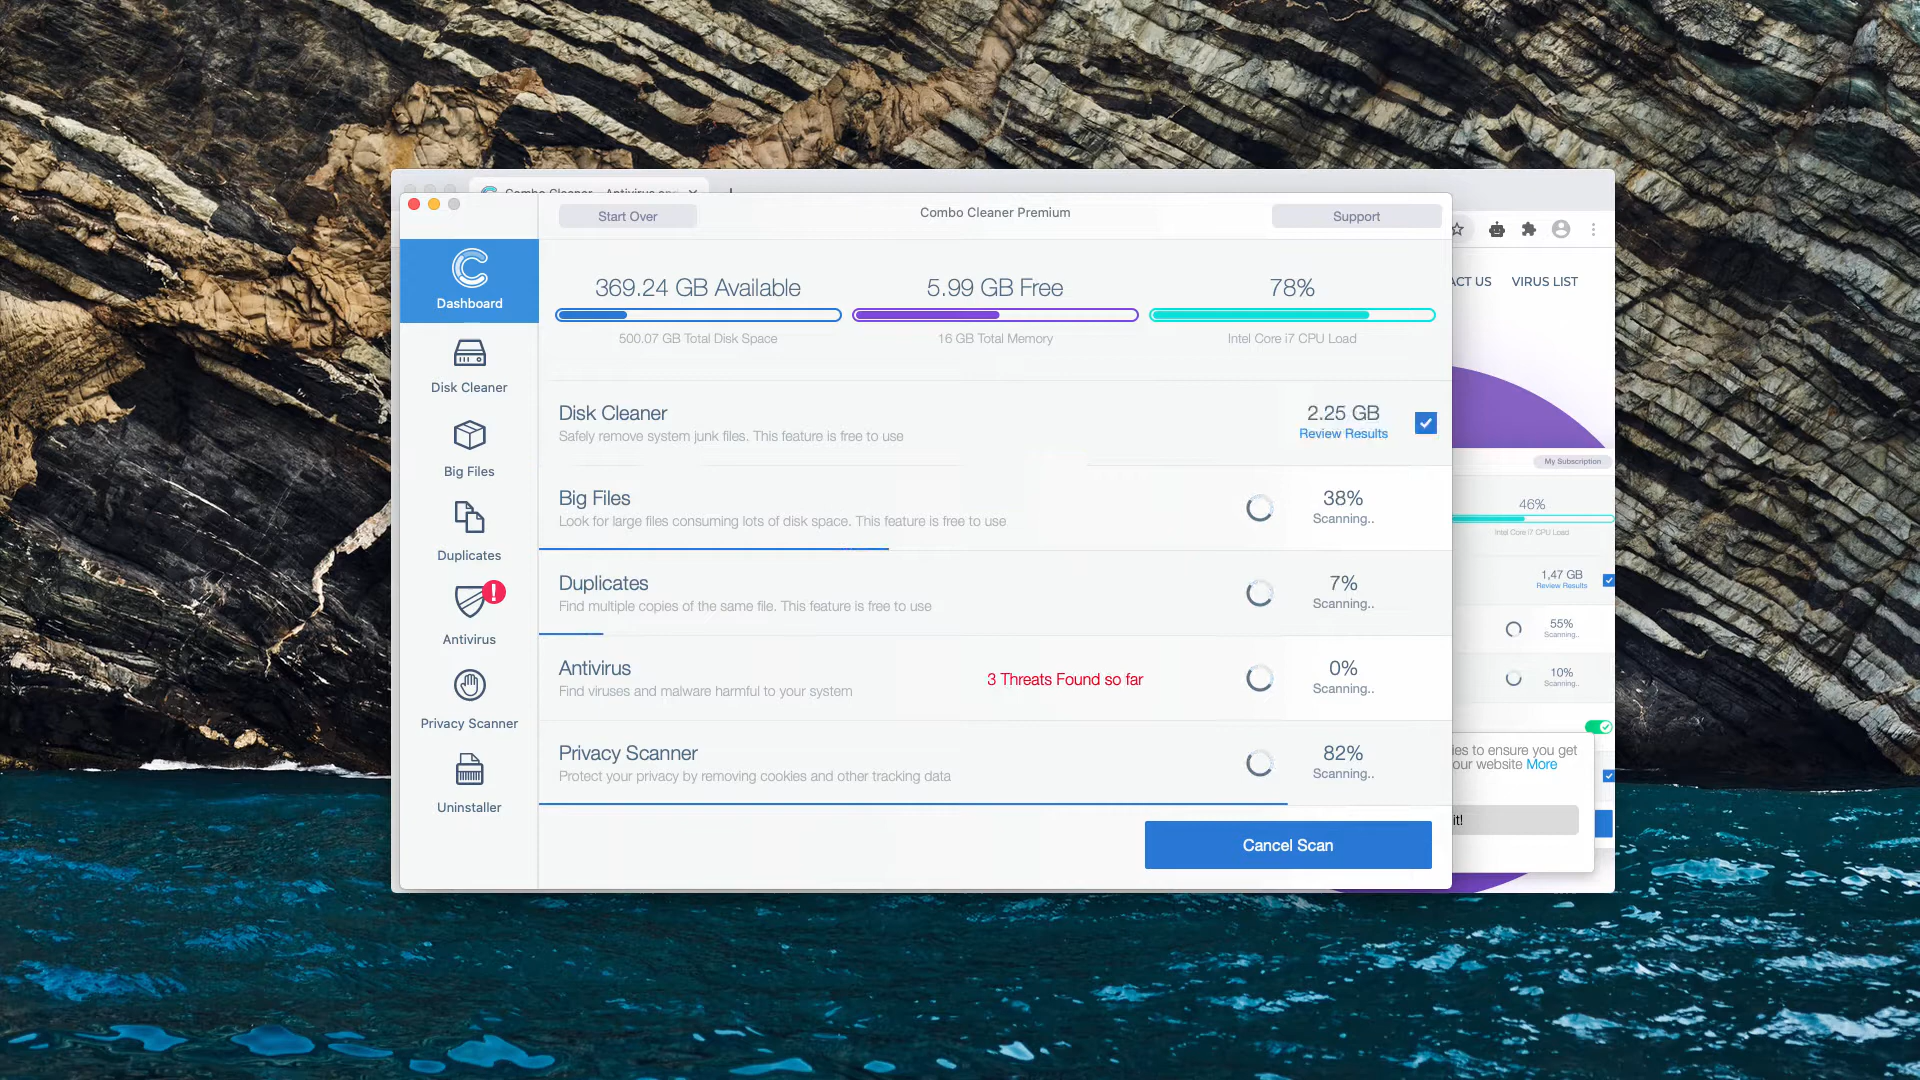 Combo Cleaner
Start Over
Combo Cleaner Premium
Support
Dashboard
Disk Cleaner
Big Files
Duplicates
Antivirus
Privacy Scanner
Uninstaller
369.24 GB Available
500.07 GB Total Disk Space
5.99 GB Free
16 GB Total Memory
78%
Intel Core i7 CPU Load
Disk Cleaner
Safely remove system junk files. This feature is free to use
2.25 GB
Review Results
Big Files
Look for large files consuming lots of disk space. This feature is free to use
38%
Scanning..
Duplicates
Find multiple copies of the same file. This feature is free to use
7%
Scanning..
Antivirus
Find viruses and malware harmful to your system
3 Threats Found so far
0%
Scanning..
Privacy Scanner
Protect your privacy by removing cookies and other tracking data
82%
Scanning..
Cancel Scan
ACT US
VIRUS LIST
My Subscription
46%
Intel Core i7 CPU Load
1,47 GB
Review Results
55%
Scanning..
10%
Scanning..
ies to ensure you get
our website More
it!